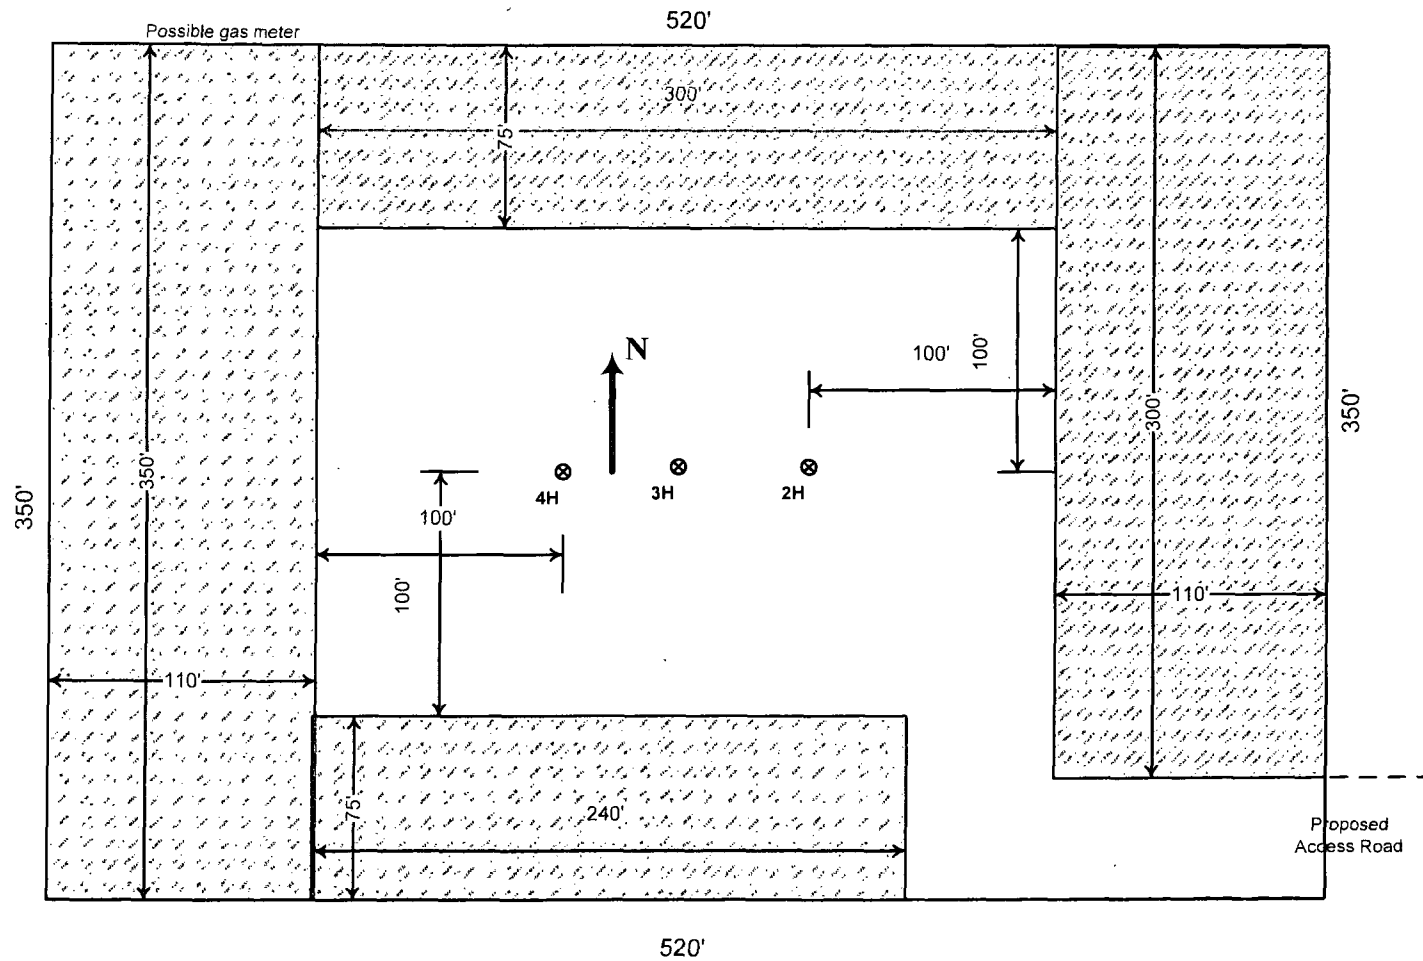 520'
Possible gas meter
300'
75'
N
100'
100'
350'
350'
300'
350'
4H
3H
2H
100'
100'
110'
110'
75'
240'
Proposed
Access Road
520'